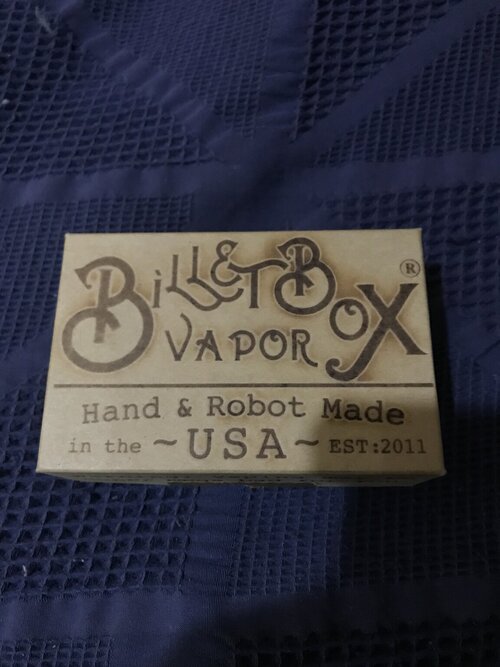 BilletBox®
VAPOR
Hand & Robot Made
in the ~USA~ EST:2011